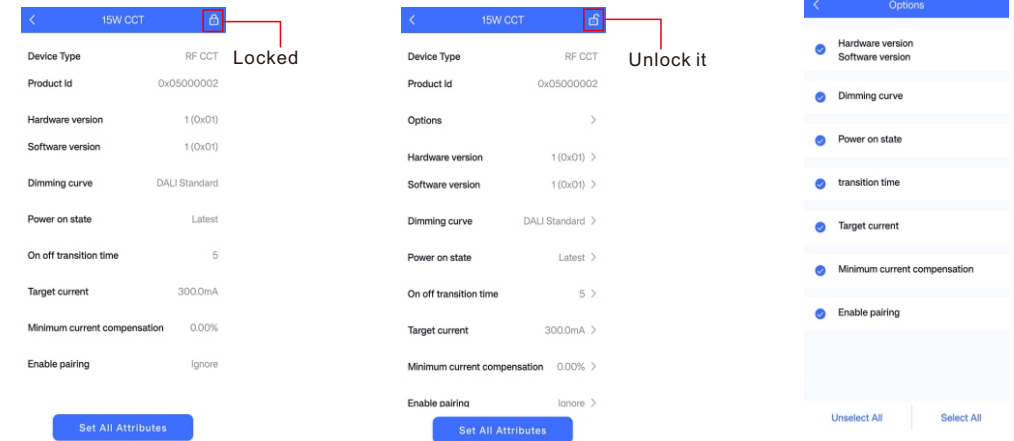 15W CCT
Locked
Device Type RF CCT
Product Id 0x05000002
Hardware version 1 (0x01)
Software version 1 (0x01)
Dimming curve DALI Standard
Power on state Latest
On off transition time 5
Target current 300.0mA
Minimum current compensation 0.00%
Enable pairing Ignore
Set All Attributes
15W CCT
Unlock it
Device Type RF CCT
Product Id 0x05000002
Options
Hardware version 1 (0x01)
Software version 1 (0x01)
Dimming curve DALI Standard
Power on state Latest
On off transition time 5
Target current 300.0mA
Minimum current compensation 0.00%
Enable pairing Ignore
Set All Attributes
Options
Hardware version
Software version
Dimming curve
Power on state
transition time
Target current
Minimum current compensation
Enable pairing
Unselect All Select All